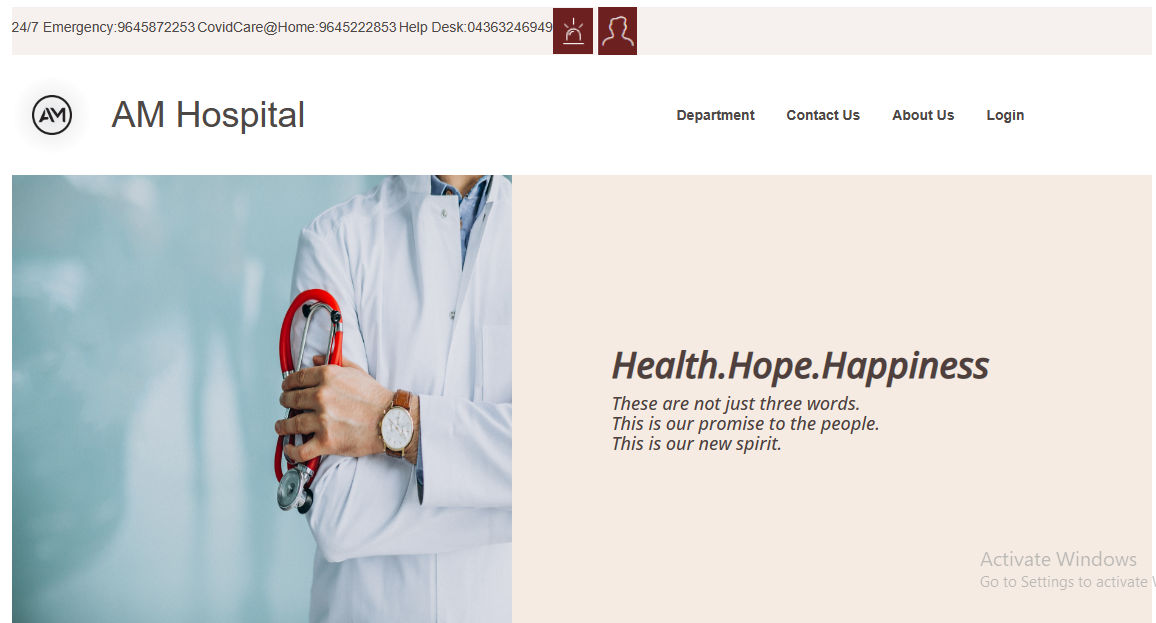 24/7 Emergency:9645872253 CovidCare@Home:9645222853 Help Desk:04363246949
AM
AM Hospital
Department
Contact Us
About Us
Login
Health.Hope.Happiness
These are not just three words.
This is our promise to the people.
This is our new spirit.
Activate Windows
Go to Settings to activate